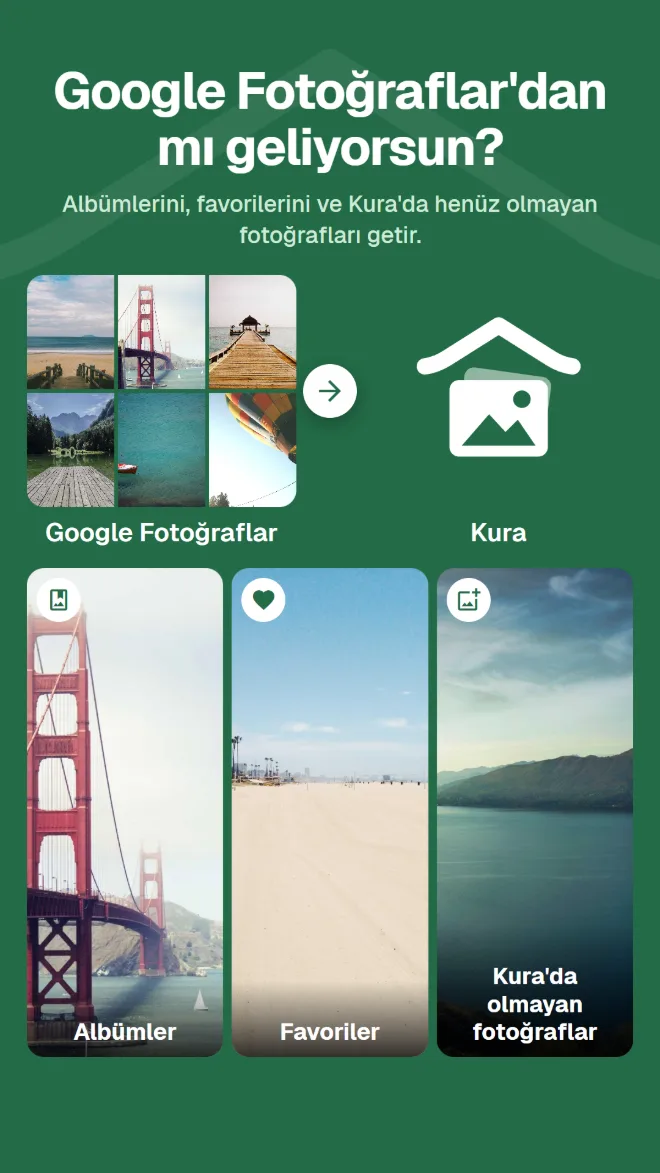 Google Fotoğraflar'dan
mı geliyorsun?
Albümlerini, favorilerini ve Kura'da henüz olmayan
fotoğrafları getir.
Google Fotoğraflar
Kura
Albümler
Favoriler
Kura'da
olmayan
fotoğraflar